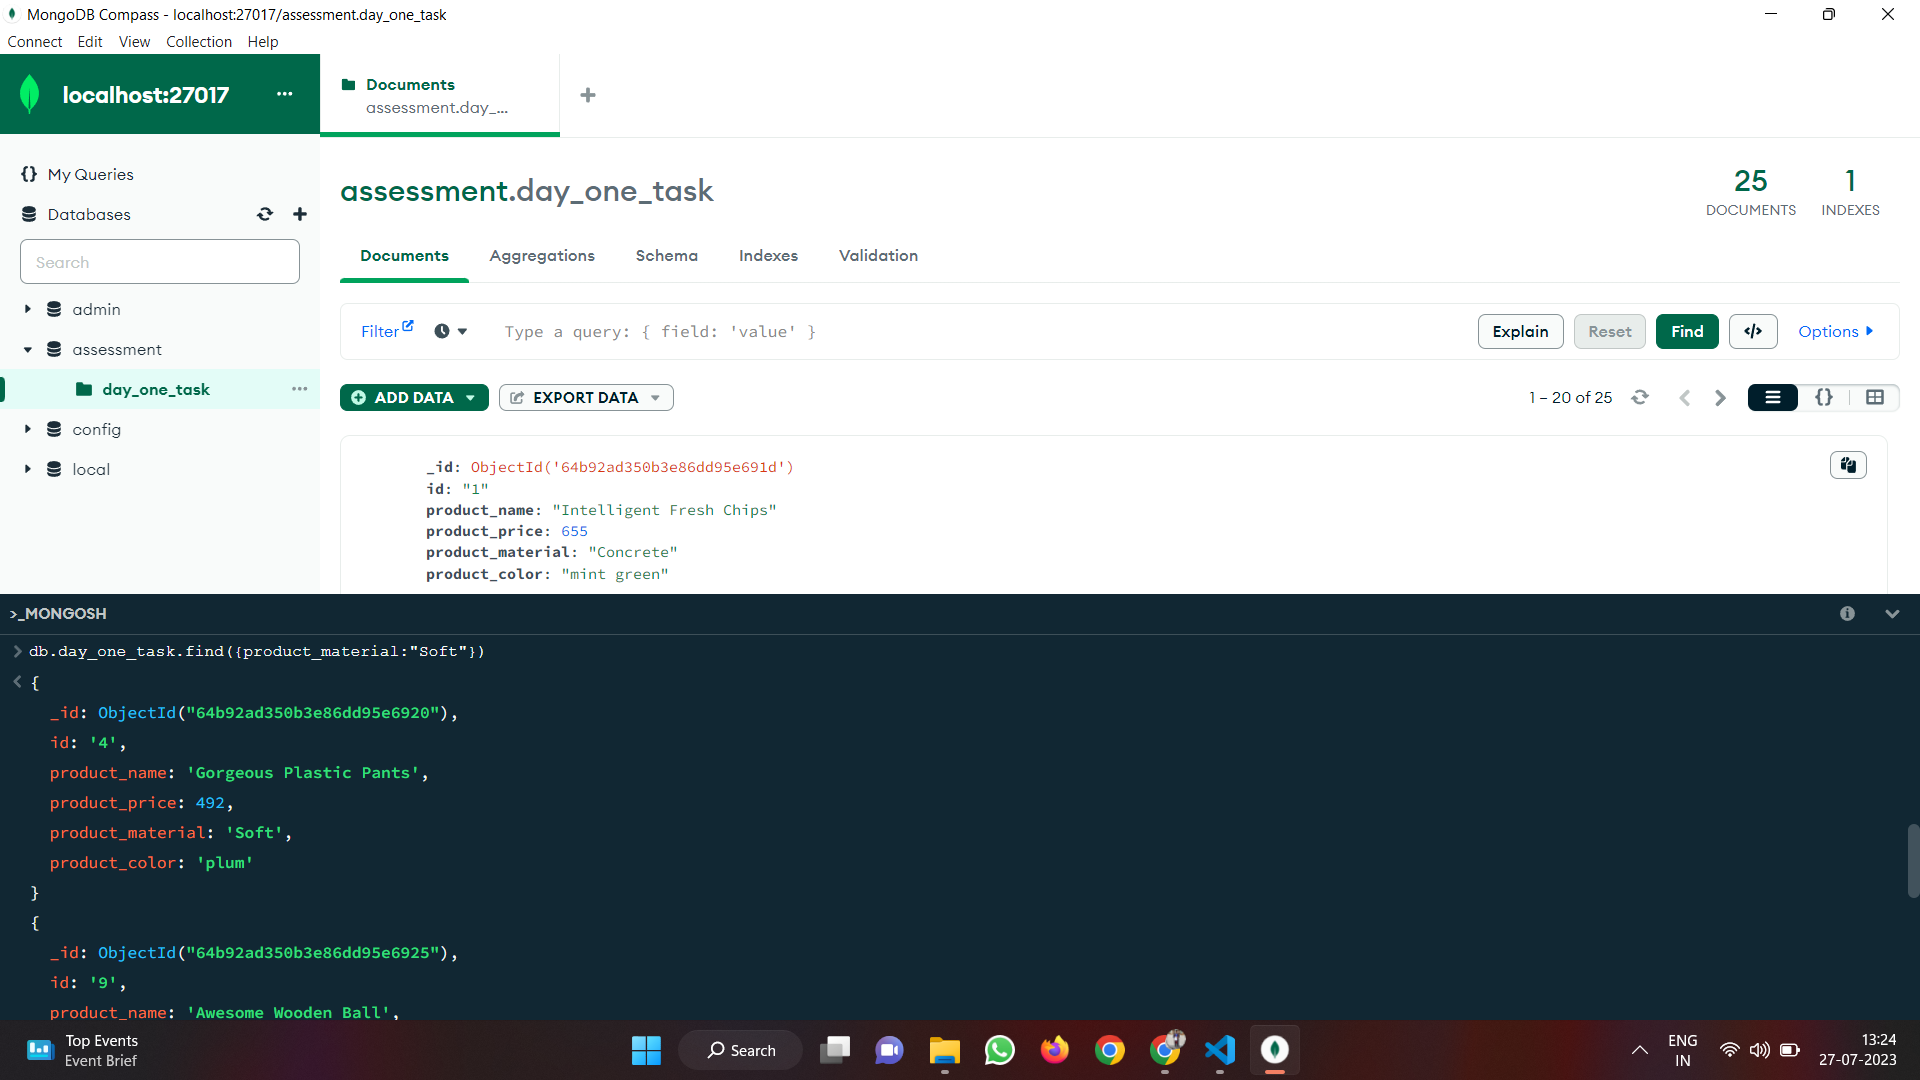 MongoDB Compass - localhost:27017/assessment.day_one_task
Connect Edit View Collection Help
localhost:27017 ...
Documents
assessment.day_...
My Queries
Databases
Search
admin
assessment
day_one_task ...
config
local
assessment.day_one_task
25
DOCUMENTS
1
INDEXES
Documents Aggregations Schema Indexes Validation
Filter Type a query: { field: 'value' } Explain Reset Find </> Options
ADD DATA EXPORT DATA 1 – 20 of 25 {}
_id: ObjectId('64b92ad350b3e86dd95e691d')
id: "1"
product_name: "Intelligent Fresh Chips"
product_price: 655
product_material: "Concrete"
product_color: "mint green"
>_MONGOSH
> db.day_one_task.find({product_material:"Soft"})
< {
_id: ObjectId("64b92ad350b3e86dd95e6920"),
id: '4',
product_name: 'Gorgeous Plastic Pants',
product_price: 492,
product_material: 'Soft',
product_color: 'plum'
}
{
_id: ObjectId("64b92ad350b3e86dd95e6925"),
id: '9',
product_name: 'Awesome Wooden Ball',
Top Events
Event Brief
Search
ENG
IN
13:24
27-07-2023